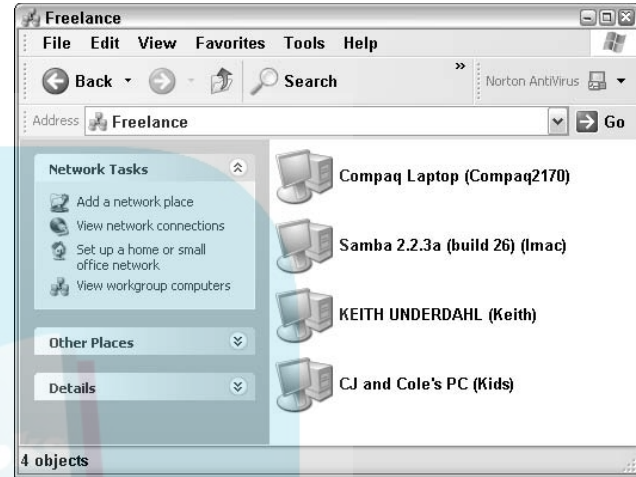 Freelance
File Edit View Favorites Tools Help
Back Search » Norton AntiVirus
Address Freelance Go
Network Tasks
Add a network place
View network connections
Set up a home or small
office network
View workgroup computers
Other Places
Details
Compaq Laptop (Compaq2170)
Samba 2.2.3a (build 26) (Imac)
KEITH UNDERDAHL (Keith)
CJ and Cole's PC (Kids)
4 objects